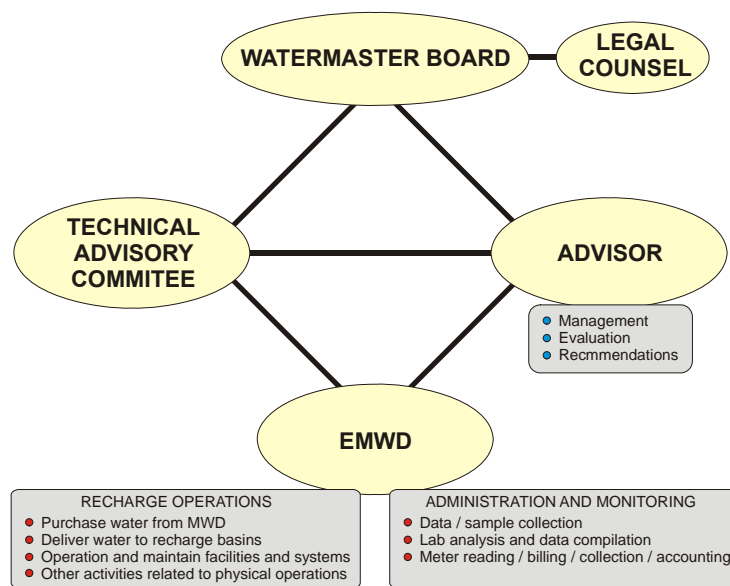 WATERMASTER BOARD
LEGAL
COUNSEL
TECHNICAL
ADVISORY
COMMITEE
ADVISOR
Management
Evaluation
Recmmendations
EMWD
RECHARGE OPERATIONS
Purchase water from MWD
Deliver water to recharge basins
Operation and maintain facilities and systems
Other activities related to physical operations
ADMINISTRATION AND MONITORING
Data / sample collection
Lab analysis and data compilation
Meter reading / billing / collection / accounting